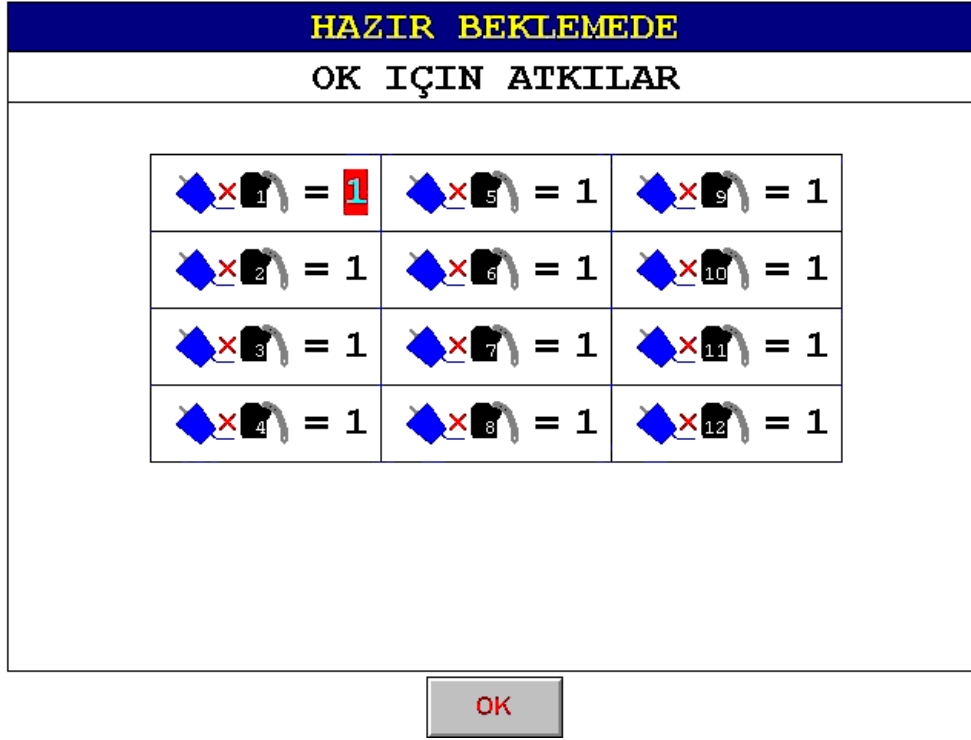 HAZIR BEKLEMEDE
OK IÇIN ATKILAR
1 = 1 5 = 1 9 = 1
2 = 1 6 = 1 10 = 1
3 = 1 7 = 1 11 = 1
4 = 1 8 = 1 12 = 1
OK